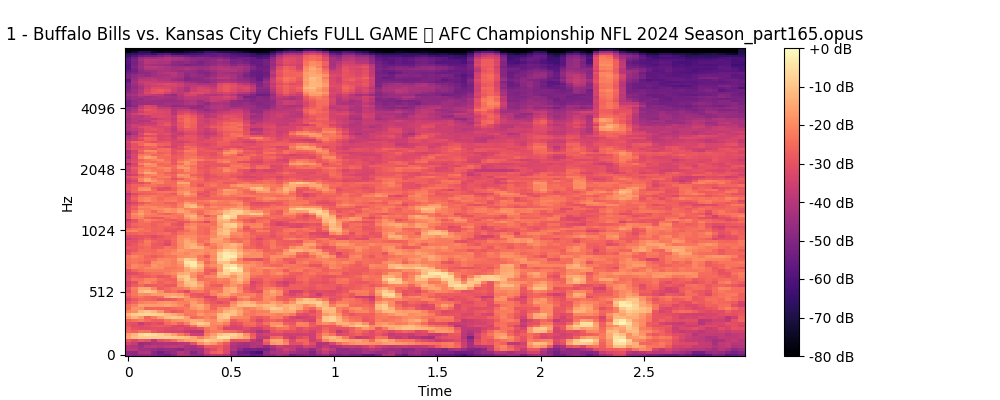 1 - Buffalo Bills vs. Kansas City Chiefs FULL GAME ▯ AFC Championship NFL 2024 Season_part165.opus
+0 dB
-10 dB
-20 dB
-30 dB
-40 dB
-50 dB
-60 dB
-70 dB
-80 dB
4096
2048
1024
512
0
Hz
0
0.5
1
1.5
2
2.5
Time